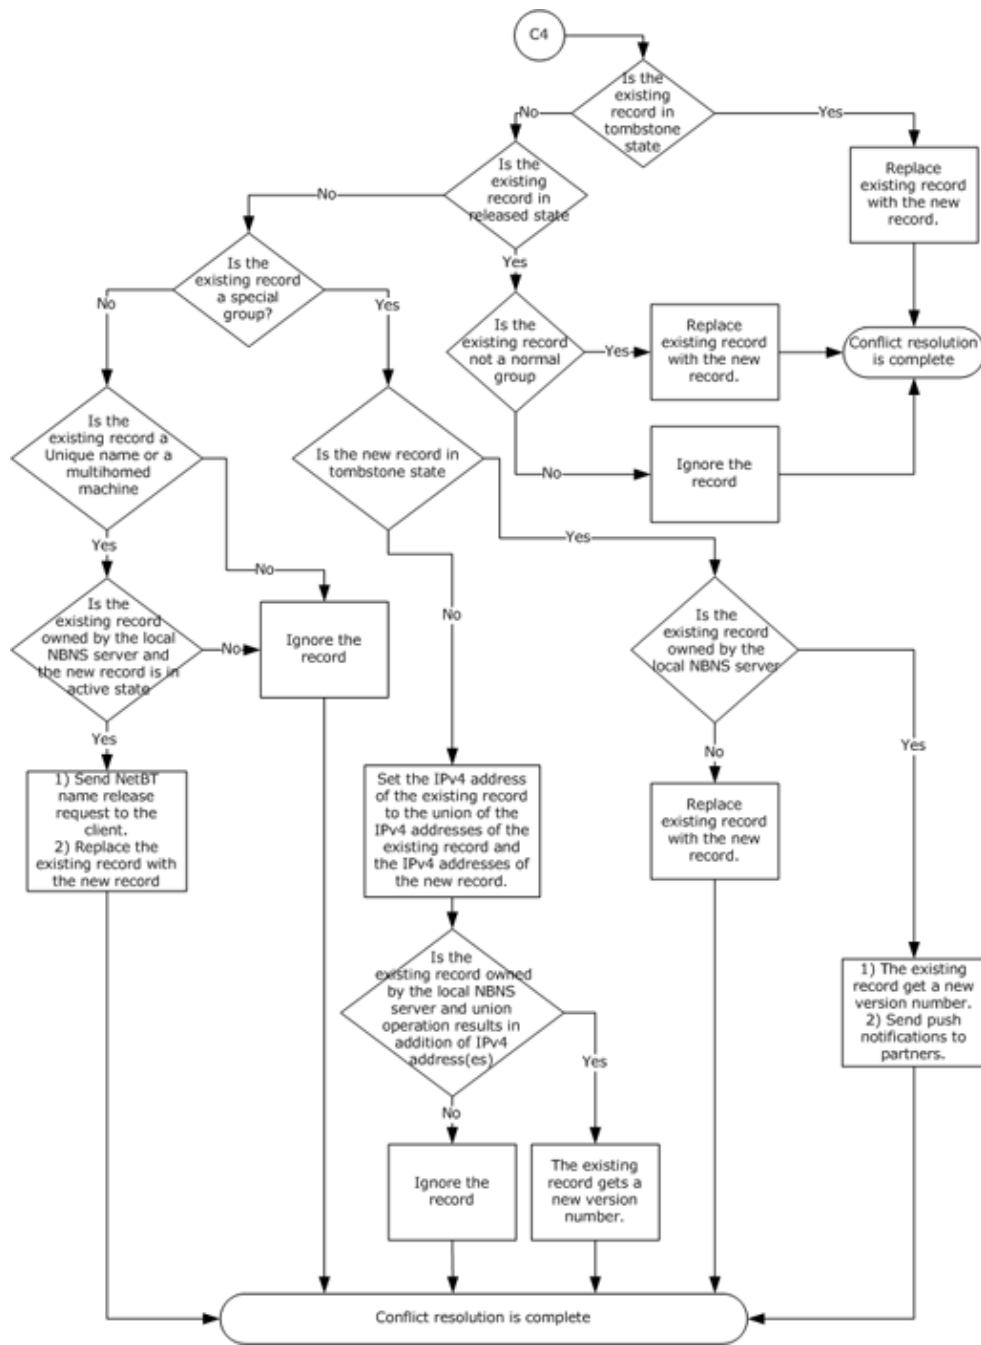 C4
Is the
existing
record in
tombstone
state
No
Yes
Is the
existing
record in
released state
Replace
existing record
with the new
record.
No
Yes
Is the
existing record
a special
group?
No
Yes
Is the
existing record
not a normal
group
Yes
Replace
existing record
with the new
record.
Conflict resolution
is complete
Is the
existing record a
Unique name or a
multihomed
machine
Is the new record in
tombstone state
No
Ignore the
record
Yes
No
Yes
Is the
existing record
owned by the local
NBNS server and
the new record is in
active state
No
Ignore the
record
No
Is the
existing record
owned by the
local NBNS server
Yes
No
Yes
1) Send NetBT
name release
request to the
client.
2) Replace the
existing record with
the new record
Set the IPv4 address
of the existing record
to the union of the
IPv4 addresses of the
existing record and
the IPv4 addresses of
the new record.
Replace
existing record
with the new
record.
Is the
existing record owned
by the local NBNS
server and union
operation results in
addition of IPv4
address(es)
Yes
No
1) The existing
record get a new
version number.
2) Send push
notifications to
partners.
Ignore the
record
The existing
record gets a
new version
number.
Conflict resolution is complete